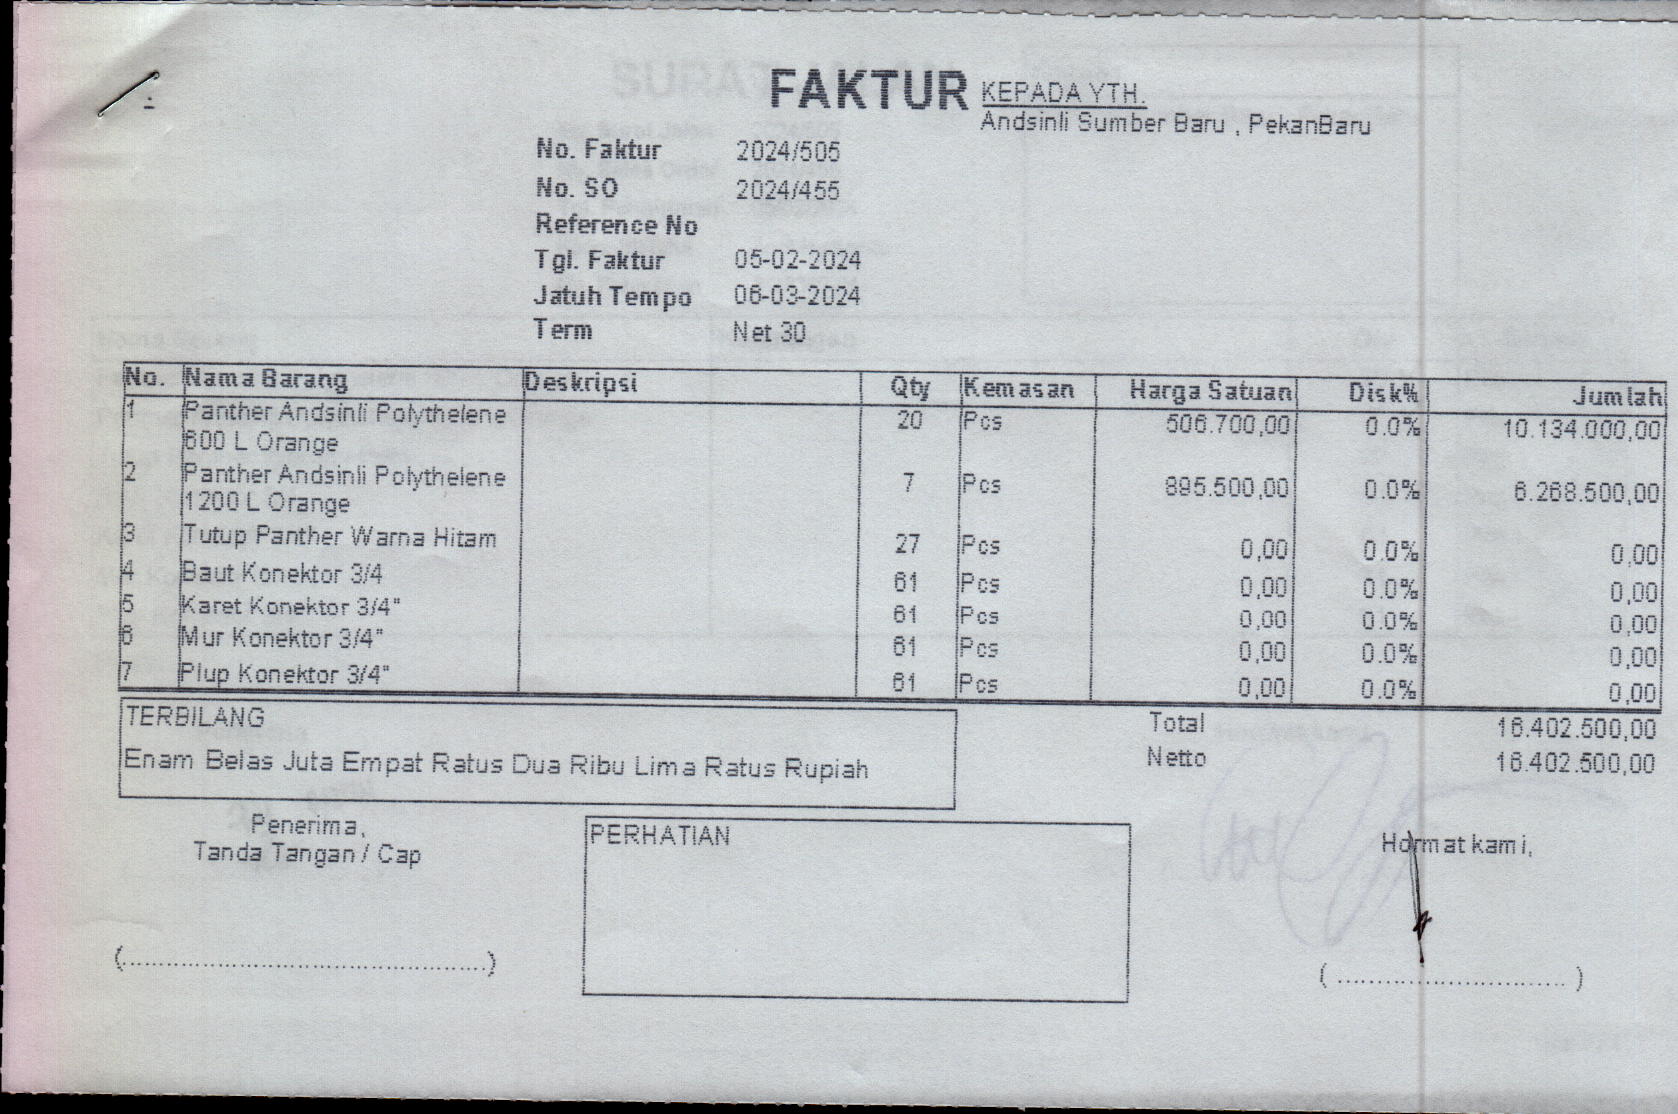 FAKTUR
KEPADA YTH.
Andsinli Sumber Baru , PekanBaru
No. Faktur 2024/505
No. SO 2024/455
Reference No
Tgl. Faktur 05-02-2024
Jatuh Tempo 06-03-2024
Term Net 30
No. Nama Barang Deskripsi Qty Kemasan Harga Satuan Disk% Jumlah
1 Panther Andsinli Polythelene 20 Pcs 506.700,00 0.0% 10.134.000,00
600 L Orange
2 Panther Andsinli Polythelene 7 Pcs 895.500,00 0.0% 6.268.500,00
1200 L Orange
3 Tutup Panther Warna Hitam 27 Pcs 0,00 0.0% 0,00
4 Baut Konektor 3/4 61 Pcs 0,00 0.0% 0,00
5 Karet Konektor 3/4" 61 Pcs 0,00 0.0% 0,00
6 Mur Konektor 3/4" 61 Pcs 0,00 0.0% 0,00
7 Plup Konektor 3/4" 61 Pcs 0,00 0.0% 0,00
TERBILANG
Enam Belas Juta Empat Ratus Dua Ribu Lima Ratus Rupiah
Total 16.402.500,00
Netto 16.402.500,00
Penerima,
Tanda Tangan / Cap
PERHATIAN
Hormat kami,
(................................................)
( .............................. )